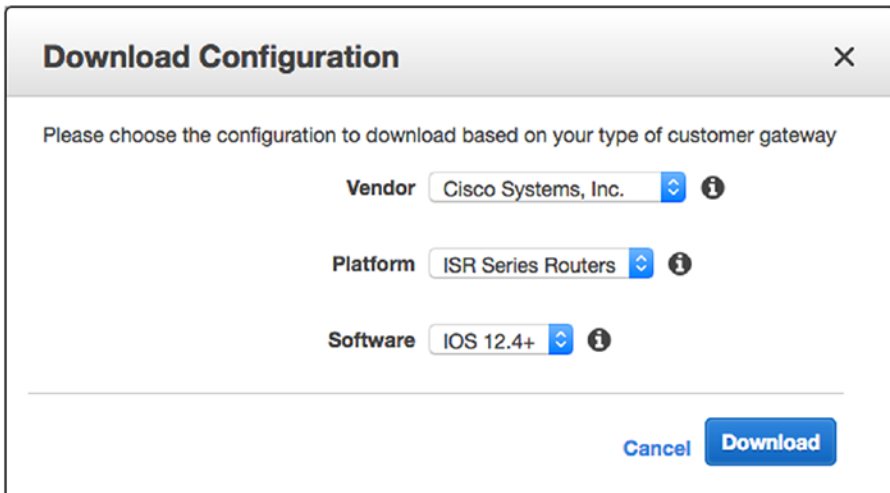 Download Configuration
Please choose the configuration to download based on your type of customer gateway
Vendor Cisco Systems, Inc.
Platform ISR Series Routers
Software IOS 12.4+
Cancel Download